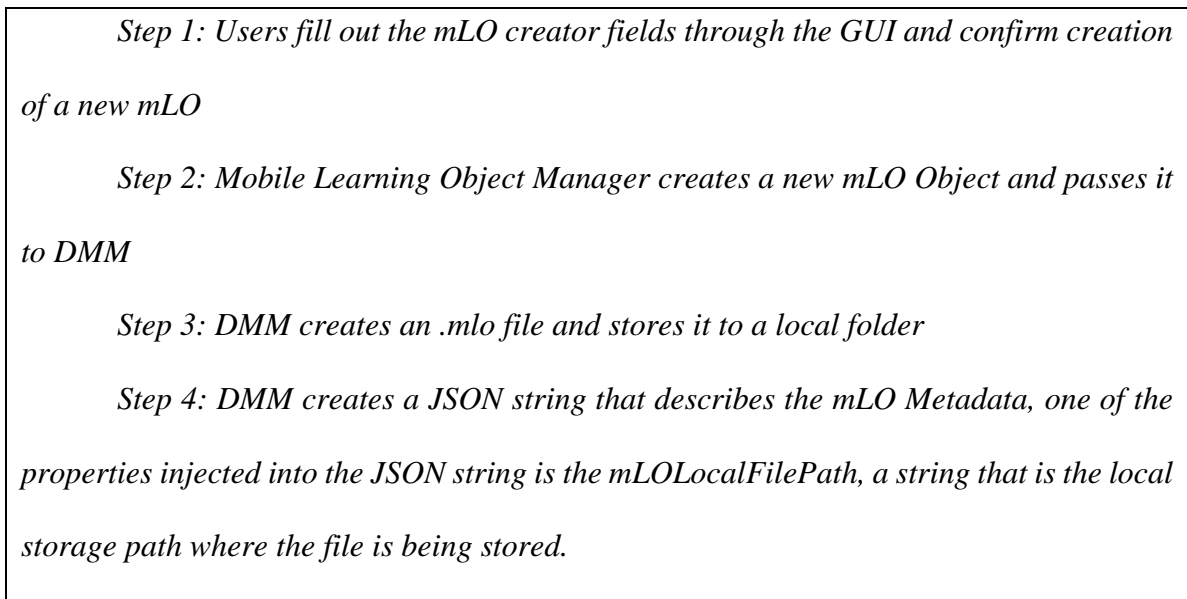 Step 1: Users fill out the mLO creator fields through the GUI and confirm creation
of a new mLO
Step 2: Mobile Learning Object Manager creates a new mLO Object and passes it
to DMM
Step 3: DMM creates an .mlo file and stores it to a local folder
Step 4: DMM creates a JSON string that describes the mLO Metadata, one of the
properties injected into the JSON string is the mLOLocalFilePath, a string that is the local
storage path where the file is being stored.